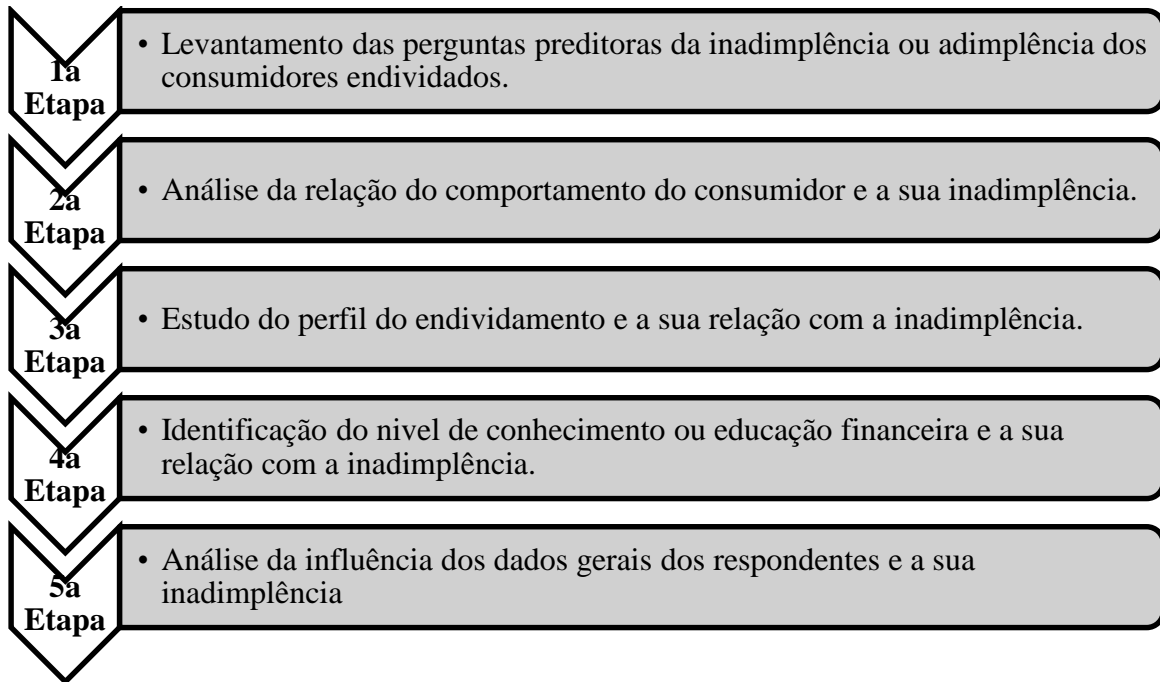 1a
Etapa
• Levantamento das perguntas preditoras da inadimplência ou adimplência dos
consumidores endividados.
2a
Etapa
• Análise da relação do comportamento do consumidor e a sua inadimplência.
3a
Etapa
• Estudo do perfil do endividamento e a sua relação com a inadimplência.
4a
Etapa
• Identificação do nivel de conhecimento ou educação financeira e a sua
relação com a inadimplência.
5a
Etapa
• Análise da influência dos dados gerais dos respondentes e a sua
inadimplência